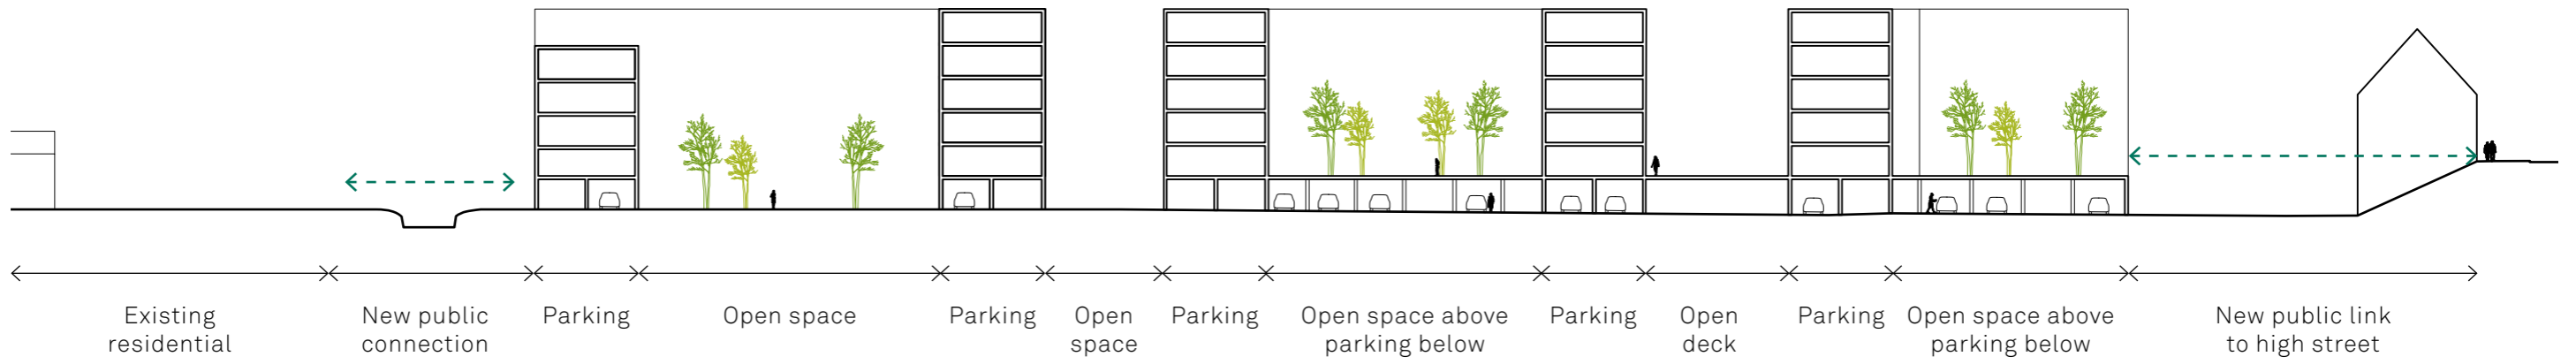 Existing
residential
New public
connection
Parking
Open space
Parking
Open
space
Parking
Open space above
parking below
Parking
Open
deck
Parking
Open space above
parking below
New public link
to high street